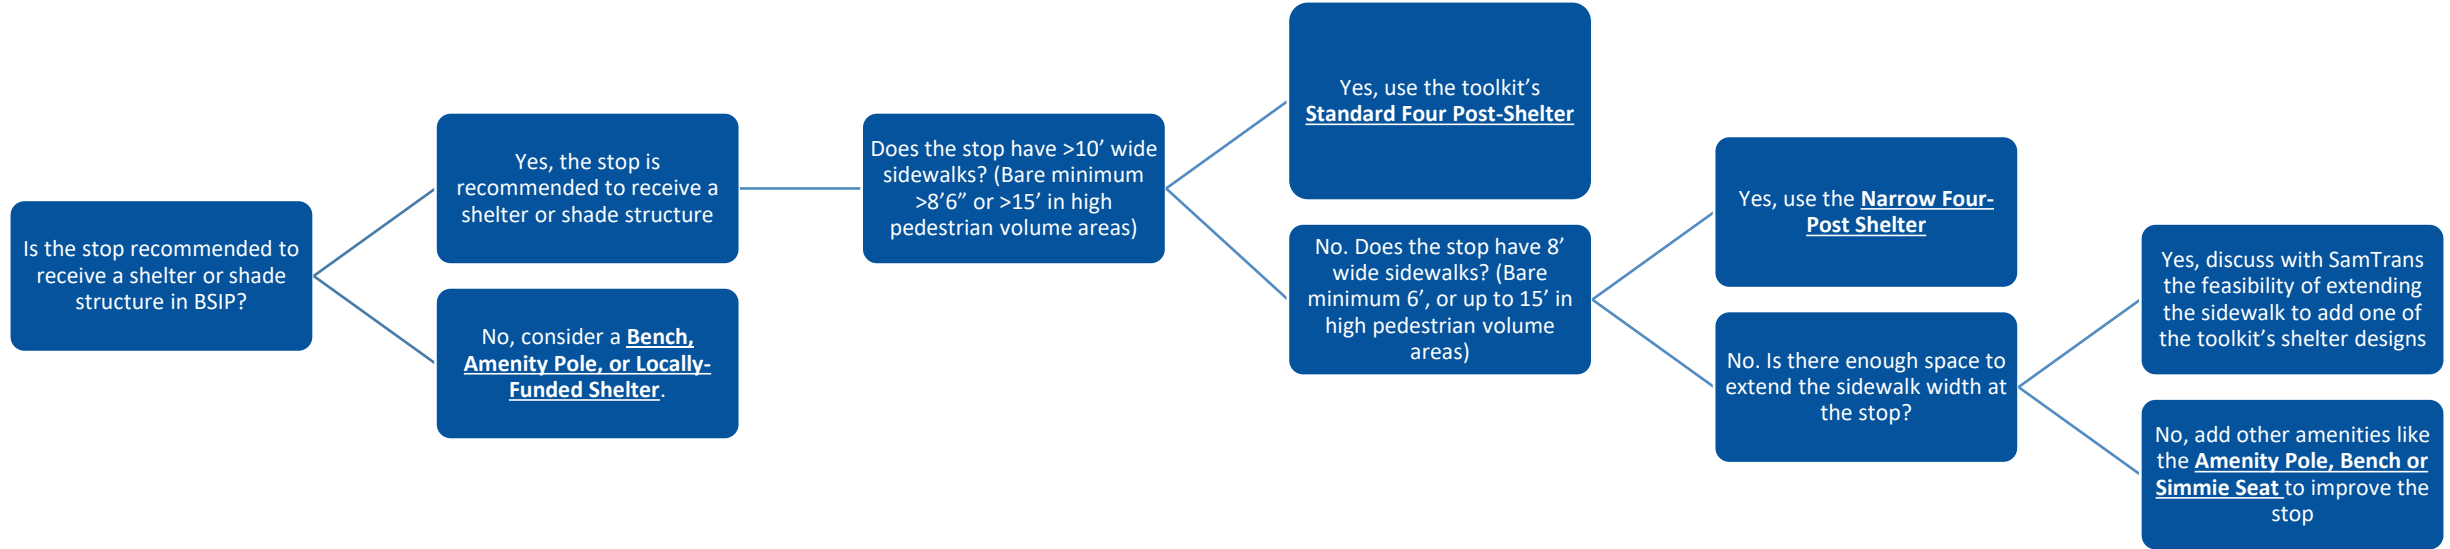 Is the stop recommended to
receive a shelter or shade
structure in BSIP?
Yes, the stop is
recommended to receive a
shelter or shade structure
No, consider a Bench,
Amenity Pole, or Locally-
Funded Shelter.
Does the stop have >10’ wide
sidewalks? (Bare minimum
>8’6” or >15’ in high
pedestrian volume areas)
Yes, use the toolkit’s
Standard Four Post-Shelter
No. Does the stop have 8’
wide sidewalks? (Bare
minimum 6’, or up to 15’ in
high pedestrian volume
areas)
Yes, use the Narrow Four-
Post Shelter
No. Is there enough space to
extend the sidewalk width at
the stop?
Yes, discuss with SamTrans
the feasibility of extending
the sidewalk to add one of
the toolkit’s shelter designs
No, add other amenities like
the Amenity Pole, Bench or
Simmie Seat to improve the
stop